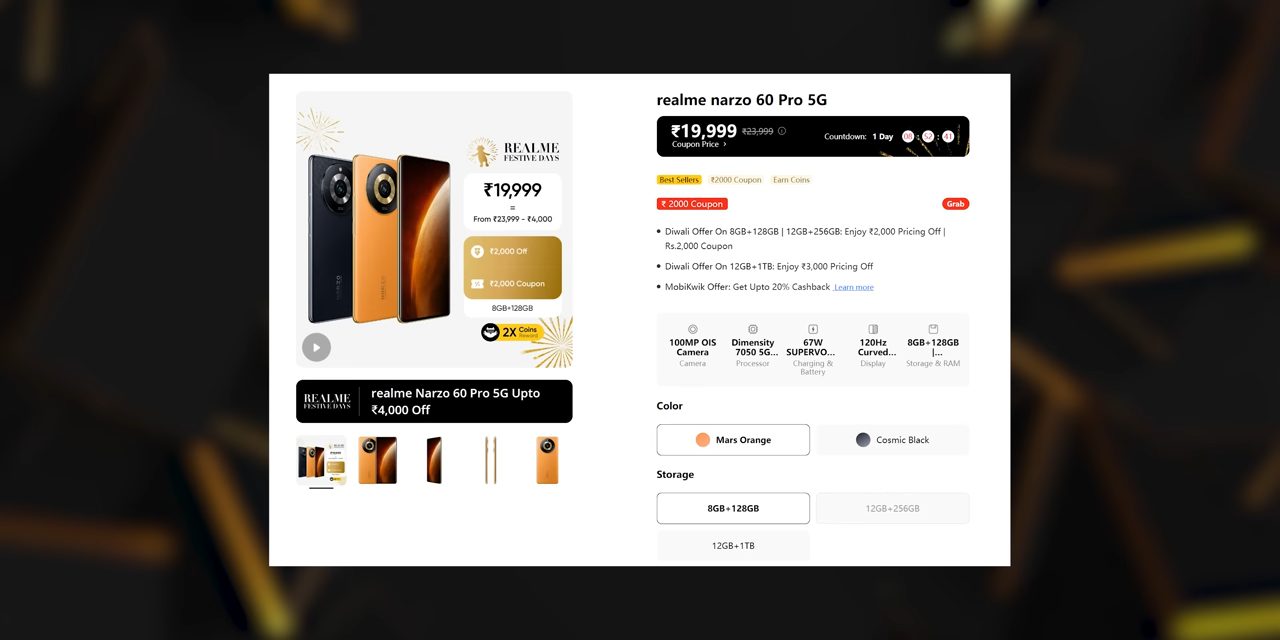 REALME
FESTIVE DAYS
₹19,999
=
From ₹23,999 - ₹4,000
₹2,000 Off
₹2,000 Coupon
8GB+128GB
2X Coins
Reward
REALME
FESTIVE DAYS
realme Narzo 60 Pro 5G Upto
₹4,000 Off
realme narzo 60 Pro 5G
₹19,999 ₹23,999
Coupon Price >
Countdown: 1 Day 08 : 52 : 41
Best Sellers ₹2000 Coupon Earn Coins
₹ 2000 Coupon Grab
• Diwali Offer On 8GB+128GB | 12GB+256GB: Enjoy ₹2,000 Pricing Off |
Rs.2,000 Coupon
• Diwali Offer On 12GB+1TB: Enjoy ₹3,000 Pricing Off
• MobiKwik Offer: Get Upto 20% Cashback Learn more
100MP OIS
Camera
Camera
Dimensity
7050 5G...
Processor
67W
SUPERVO...
Charging &
Battery
120Hz
Curved...
Display
8GB+128GB
|...
Storage & RAM
Color
Mars Orange Cosmic Black
Storage
8GB+128GB 12GB+256GB
12GB+1TB